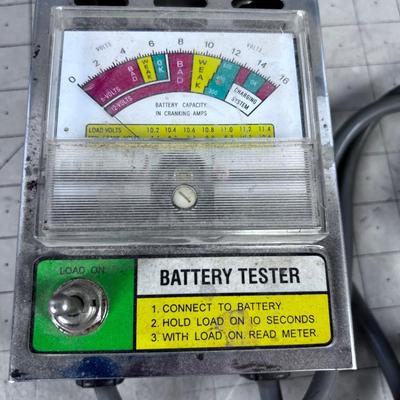 VOLTS VOLTS
0 2 4 6 8 10 12 14 16
BAD WEAK OK BAD WEAK OK
6-VOLTS
12-VOLTS
CHARGING
SYSTEM
BATTERY CAPACITY
IN CRANKING AMPS
LOAD VOLTS 10.2 10.4 10.6 10.8 11.0 11.2 11.4
LOAD ON
BATTERY TESTER
1. CONNECT TO BATTERY.
2. HOLD LOAD ON 10 SECONDS.
3. WITH LOAD ON. READ METER.